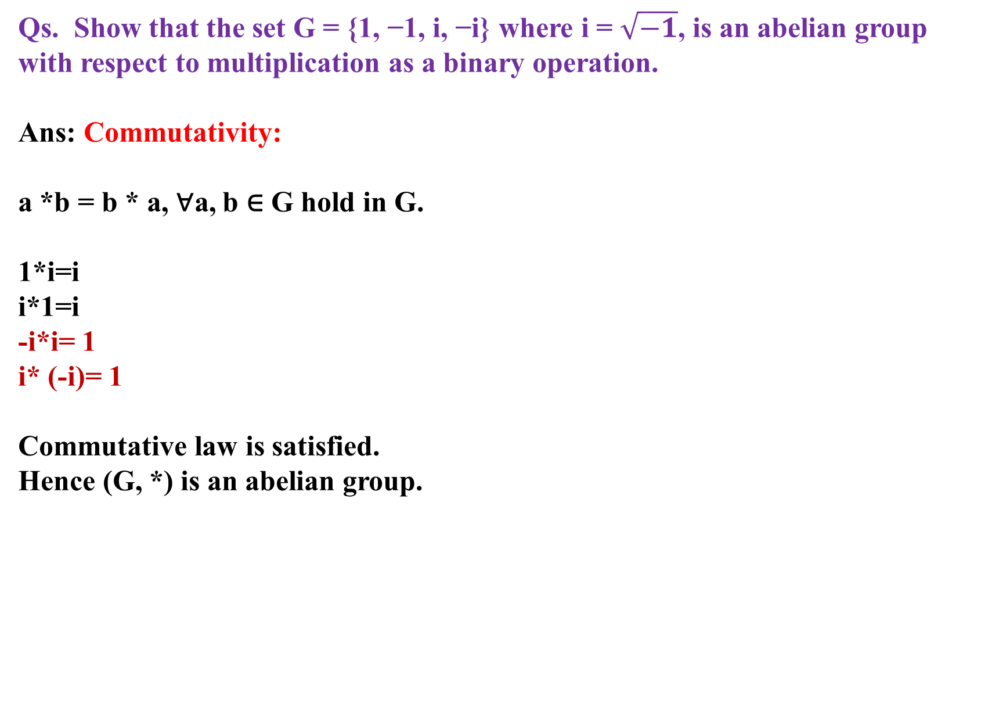 Qs.  Show that the set G = {1, −1, i, −i} where i = √−1, is an abelian group
with respect to multiplication as a binary operation.
Ans: Commutativity:
a *b = b * a, ∀a, b ∈ G hold in G.
1*i=i
i*1=i
-i*i= 1
i* (-i)= 1
Commutative law is satisfied.
Hence (G, *) is an abelian group.